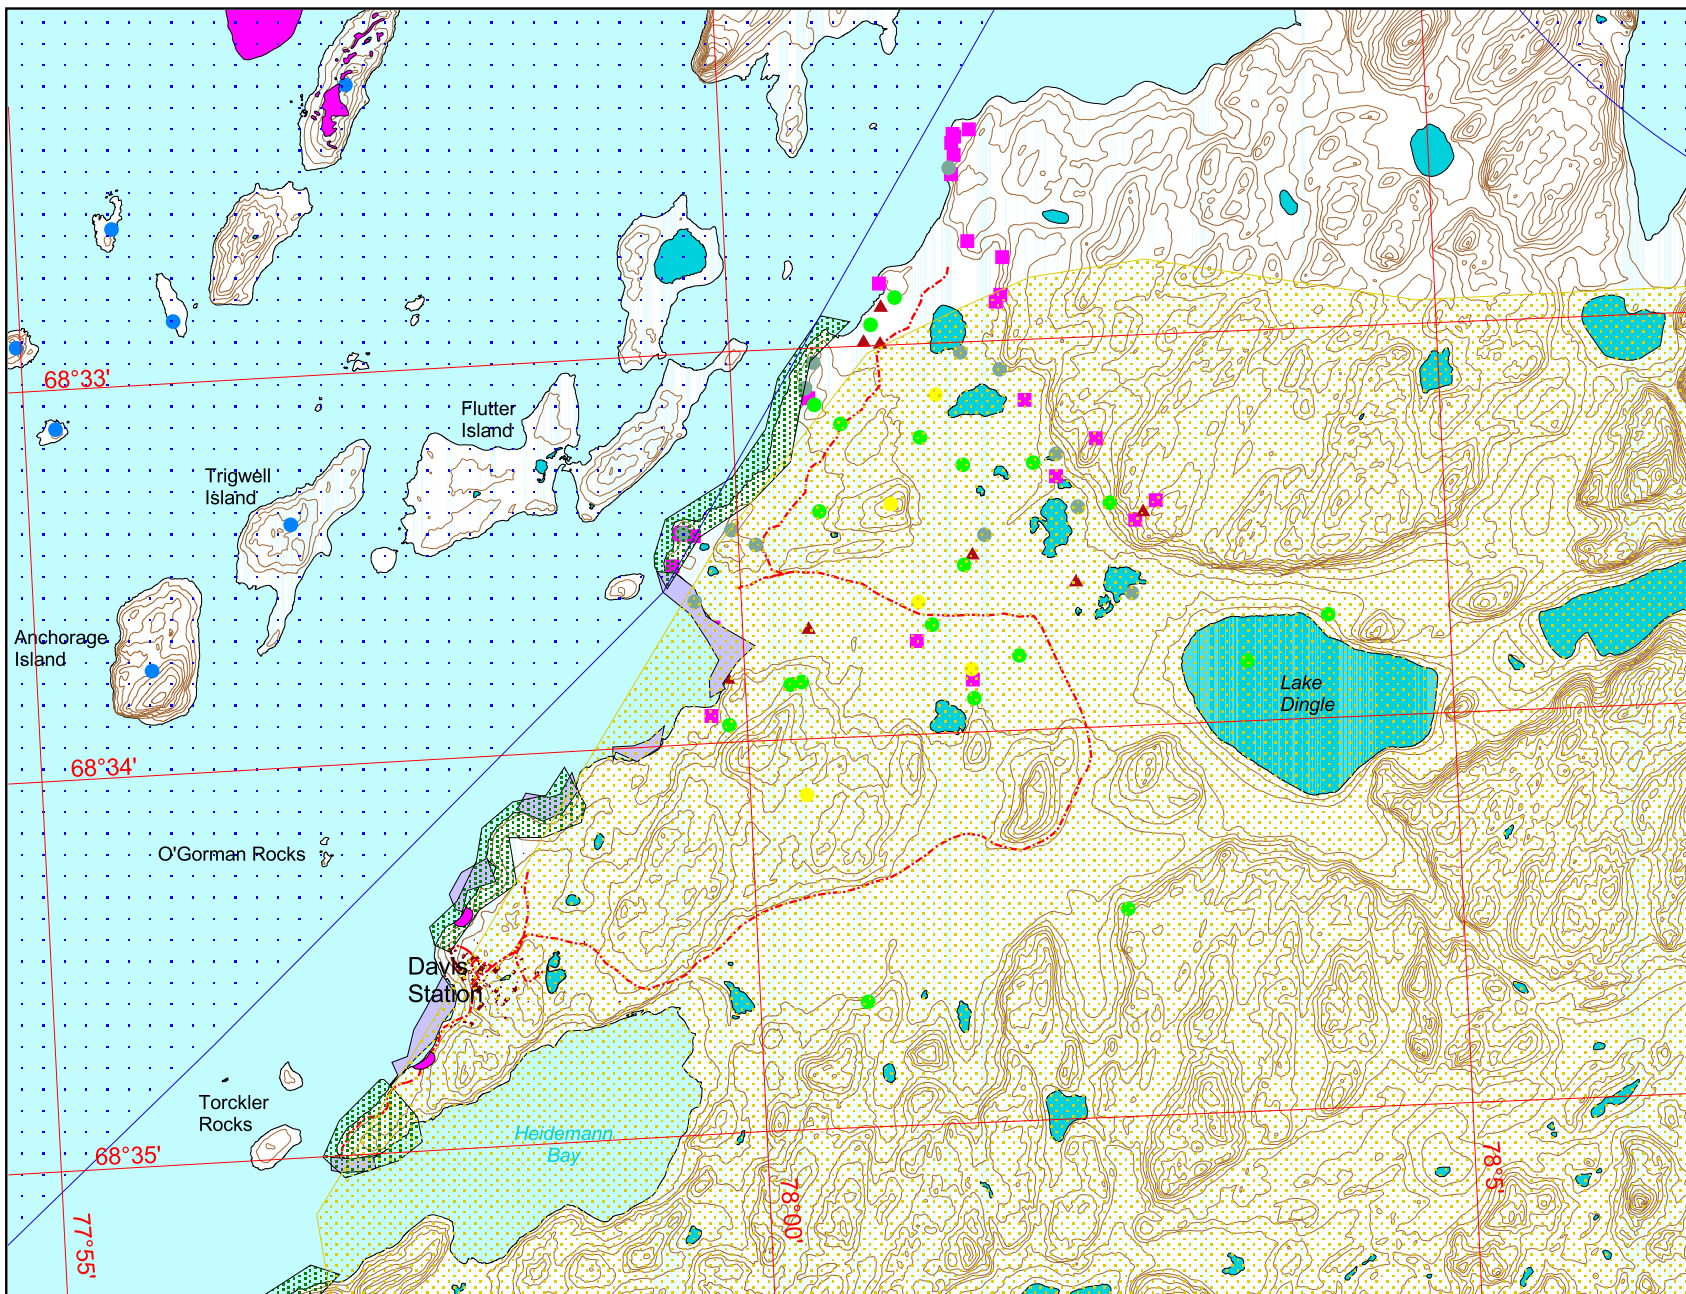 68°33'
Flutter
Island
Trigwell
Island
Anchorage
Island
Lake
Dingle
68°34'
O'Gorman Rocks
Davis
Station
Torckler
Rocks
Heidemann
Bay
68°35'
77°55'
78°00'
78°5'